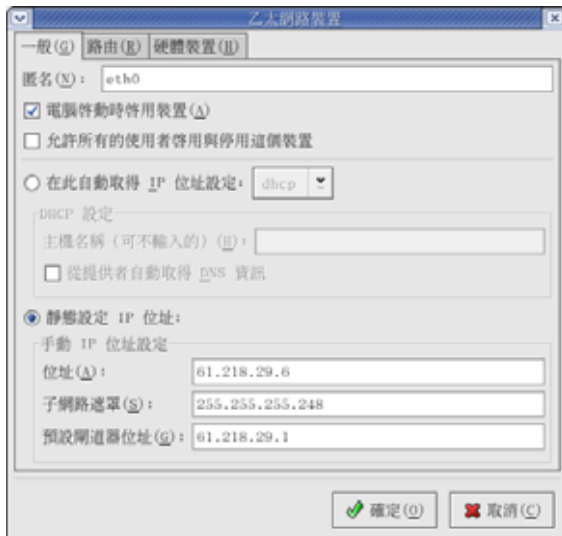 乙太網路裝置
一般(G) 路由(R) 硬體裝置(H)
匿名(N)： eth0
電腦啓動時啓用裝置(A)
允許所有的使用者啓用與停用這個裝置
在此自動取得 IP 位址設定： dhcp
DHCP 設定
主機名稱（可不輸入的）(H)：
從提供者自動取得 DNS 資訊
靜態設定 IP 位址：
手動 IP 位址設定
位址(A)： 61.218.29.6
子網路遮罩(S)： 255.255.255.248
預設閘道器位址(G)： 61.218.29.1
確定(O) 取消(C)